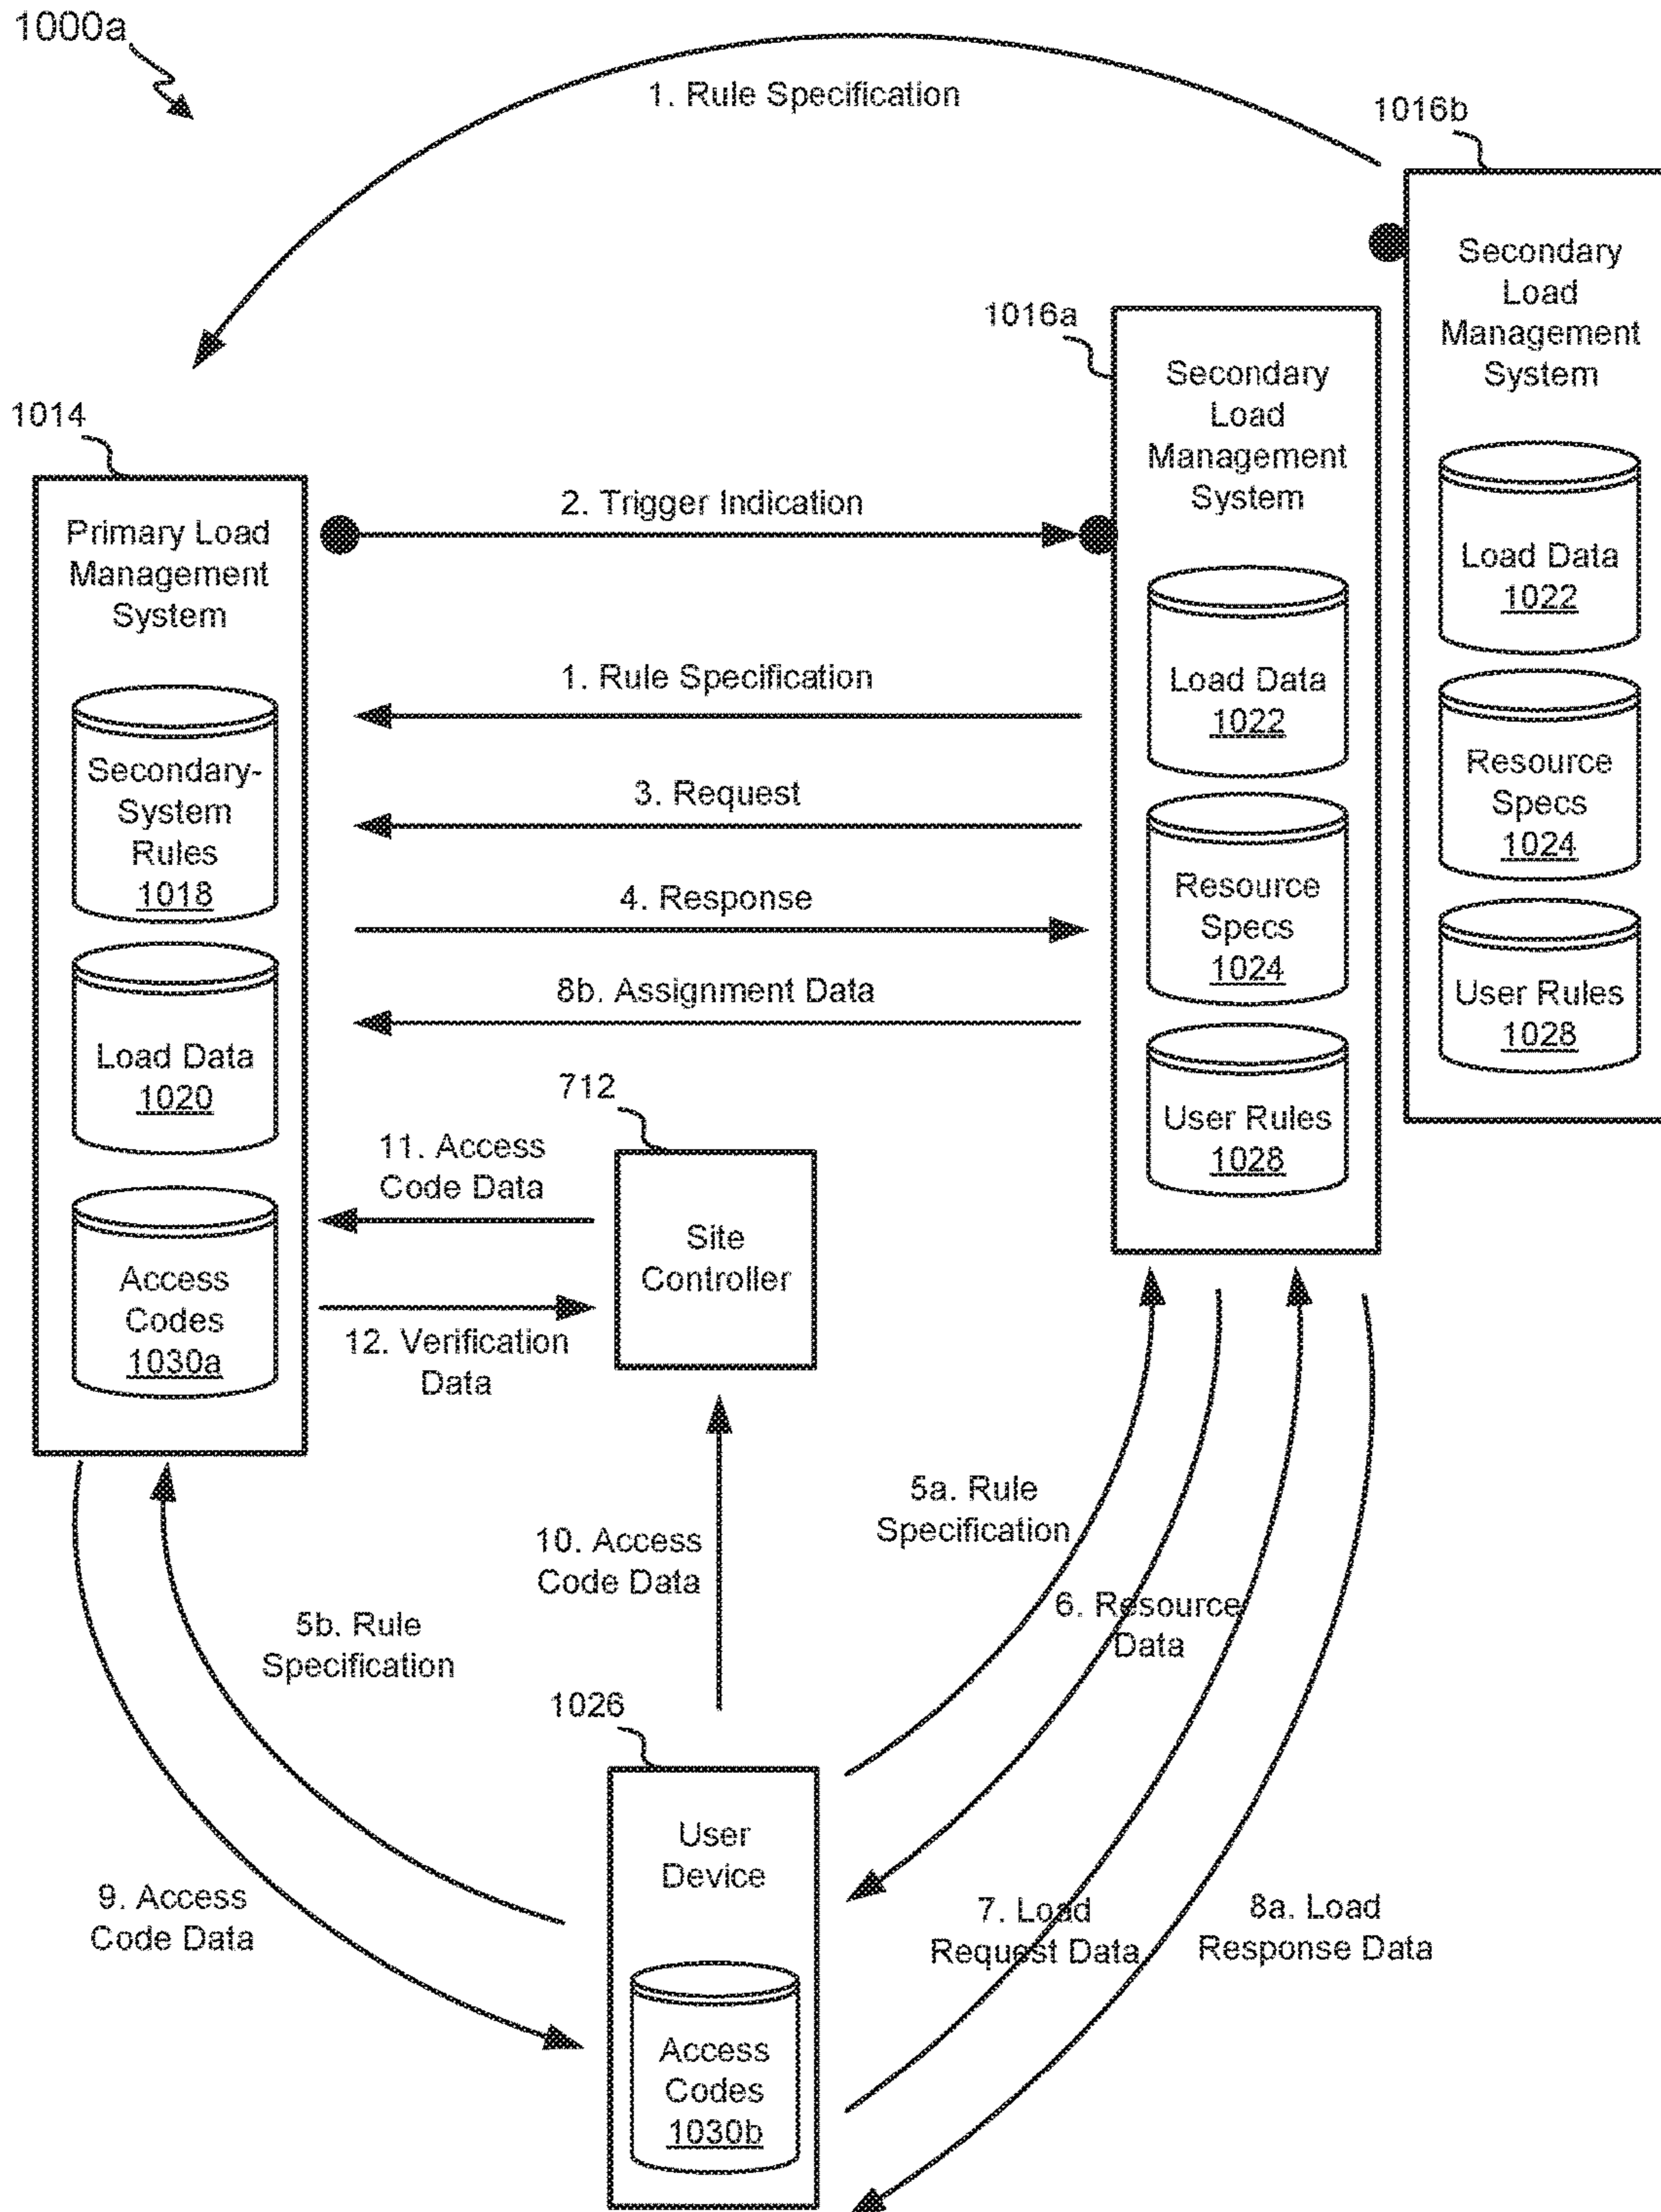 1000a
1. Rule Specification
1016b
Secondary
Load
Management
System
Load Data
1022
Resource
Specs
1024
User Rules
1028
1016a
Secondary
Load
Management
System
Load Data
1022
Resource
Specs
1024
User Rules
1028
1014
Primary Load
Management
System
Secondary-
System
Rules
1018
Load Data
1020
Access
Codes
1030a
2. Trigger Indication
1. Rule Specification
3. Request
4. Response
8b. Assignment Data
712
Site
Controller
11. Access
Code Data
12. Verification
Data
10. Access
Code Data
5a. Rule
Specification
6. Resource
Data
5b. Rule
Specification
1026
User
Device
Access
Codes
1030b
9. Access
Code Data
7. Load
Request Data
8a. Load
Response Data